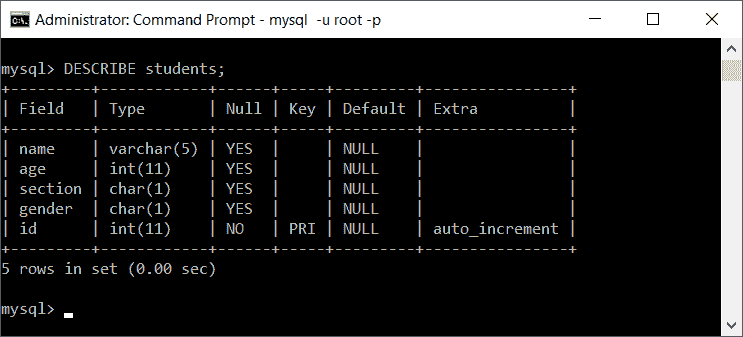 Administrator: Command Prompt - mysql  -u root -p
mysql> DESCRIBE students;
+---------+------------+------+-----+---------+----------------+
| Field   | Type       | Null | Key | Default | Extra          |
+---------+------------+------+-----+---------+----------------+
| name    | varchar(5) | YES  |     | NULL    |                |
| age     | int(11)    | YES  |     | NULL    |                |
| section | char(1)    | YES  |     | NULL    |                |
| gender  | char(1)    | YES  |     | NULL    |                |
| id      | int(11)    | NO   | PRI | NULL    | auto_increment |
+---------+------------+------+-----+---------+----------------+
5 rows in set (0.00 sec)
mysql>